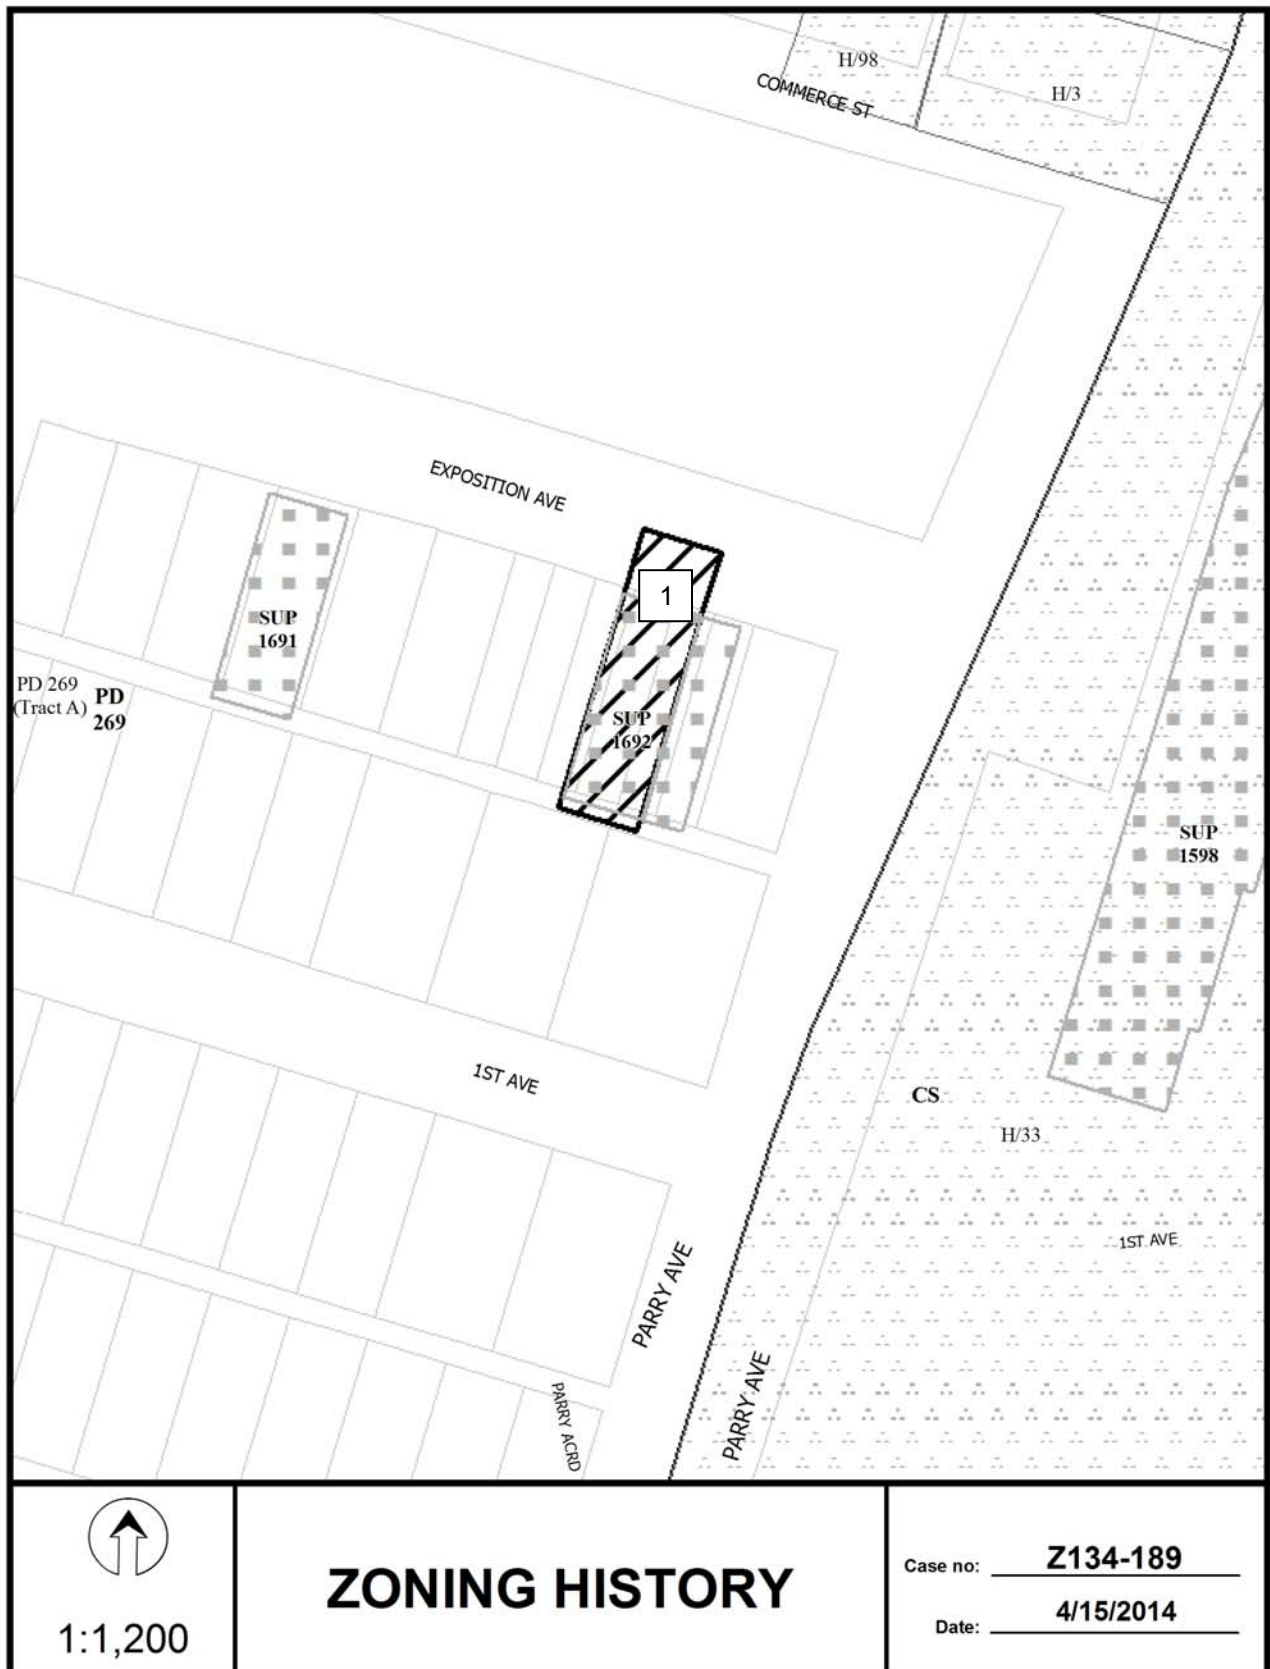 H/98
COMMERCE ST
H/3
EXPOSITION AVE
1
SUP
1691
PD 269
(Tract A)
PD
269
SUP
1692
SUP
1598
1ST AVE
CS
H/33
1ST AVE
PARRY AVE
PARRY AVE
PARRY ACRD
1:1,200
ZONING HISTORY
Case no: Z134-189
Date: 4/15/2014